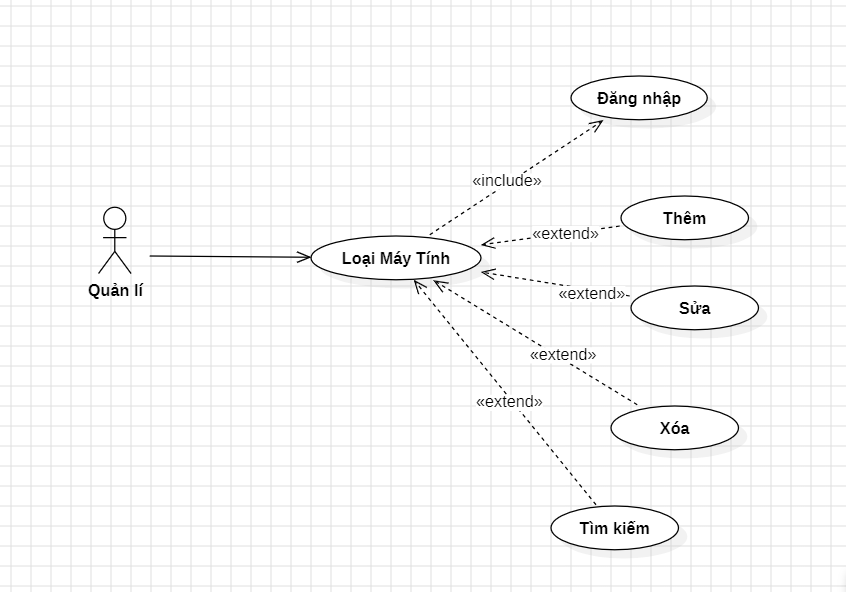 Đăng nhập
«include»
Thêm
«extend»
Loại Máy Tính
Quản lí
«extend»
Sửa
«extend»
«extend»
Xóa
Tìm kiếm